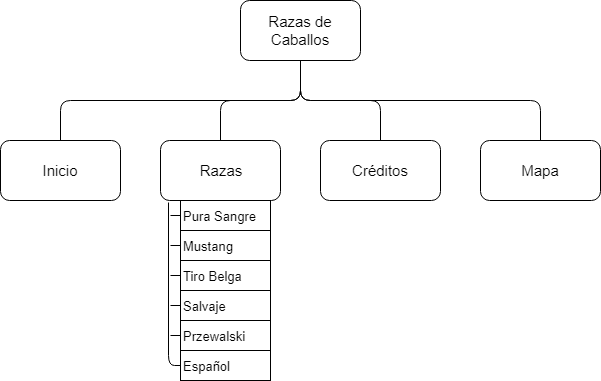 Razas de
Caballos
Inicio
Razas
Créditos
Mapa
Pura Sangre
Mustang
Tiro Belga
Salvaje
Przewalski
Español